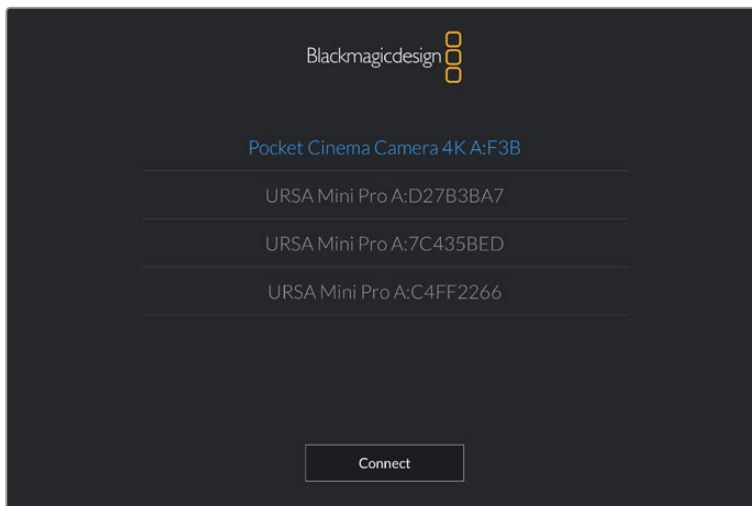 Blackmagicdesign
Pocket Cinema Camera 4K A:F3B
URSA Mini Pro A:D27B3BA7
URSA Mini Pro A:7C435BED
URSA Mini Pro A:C4FF2266
Connect